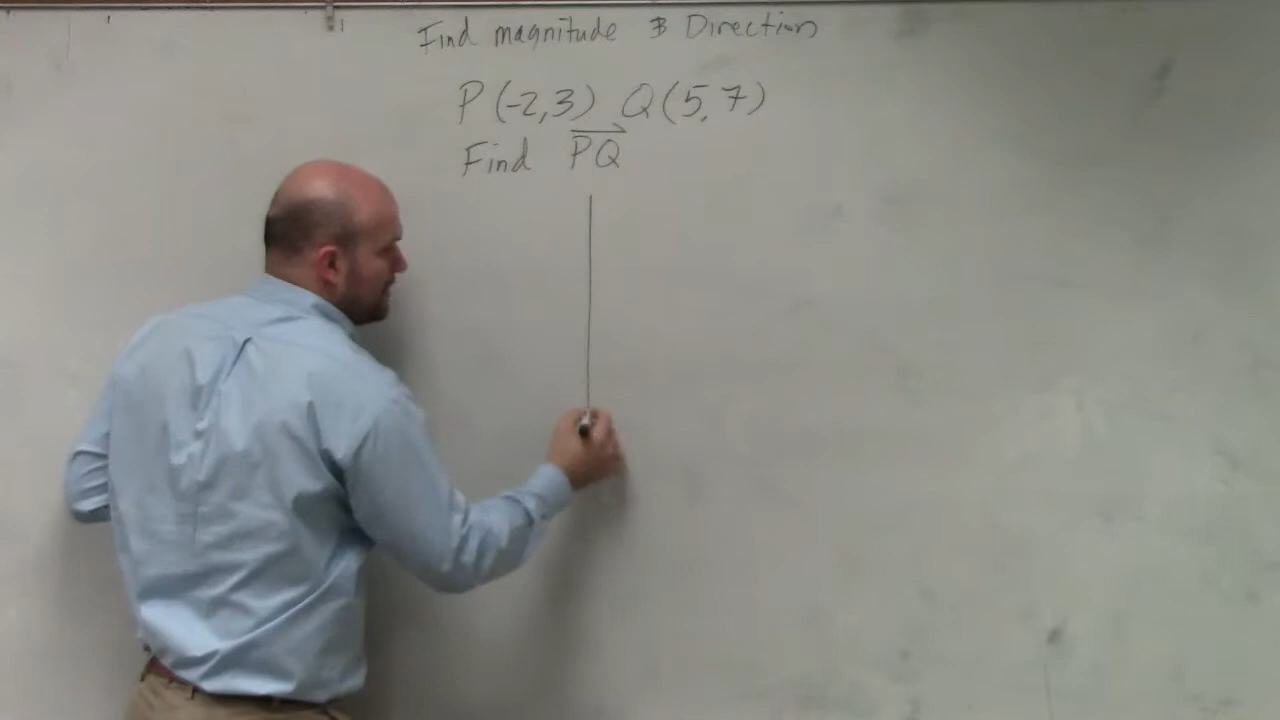 Find magnitude & Direction
P(-2,3) Q(5,7)
Find PQ